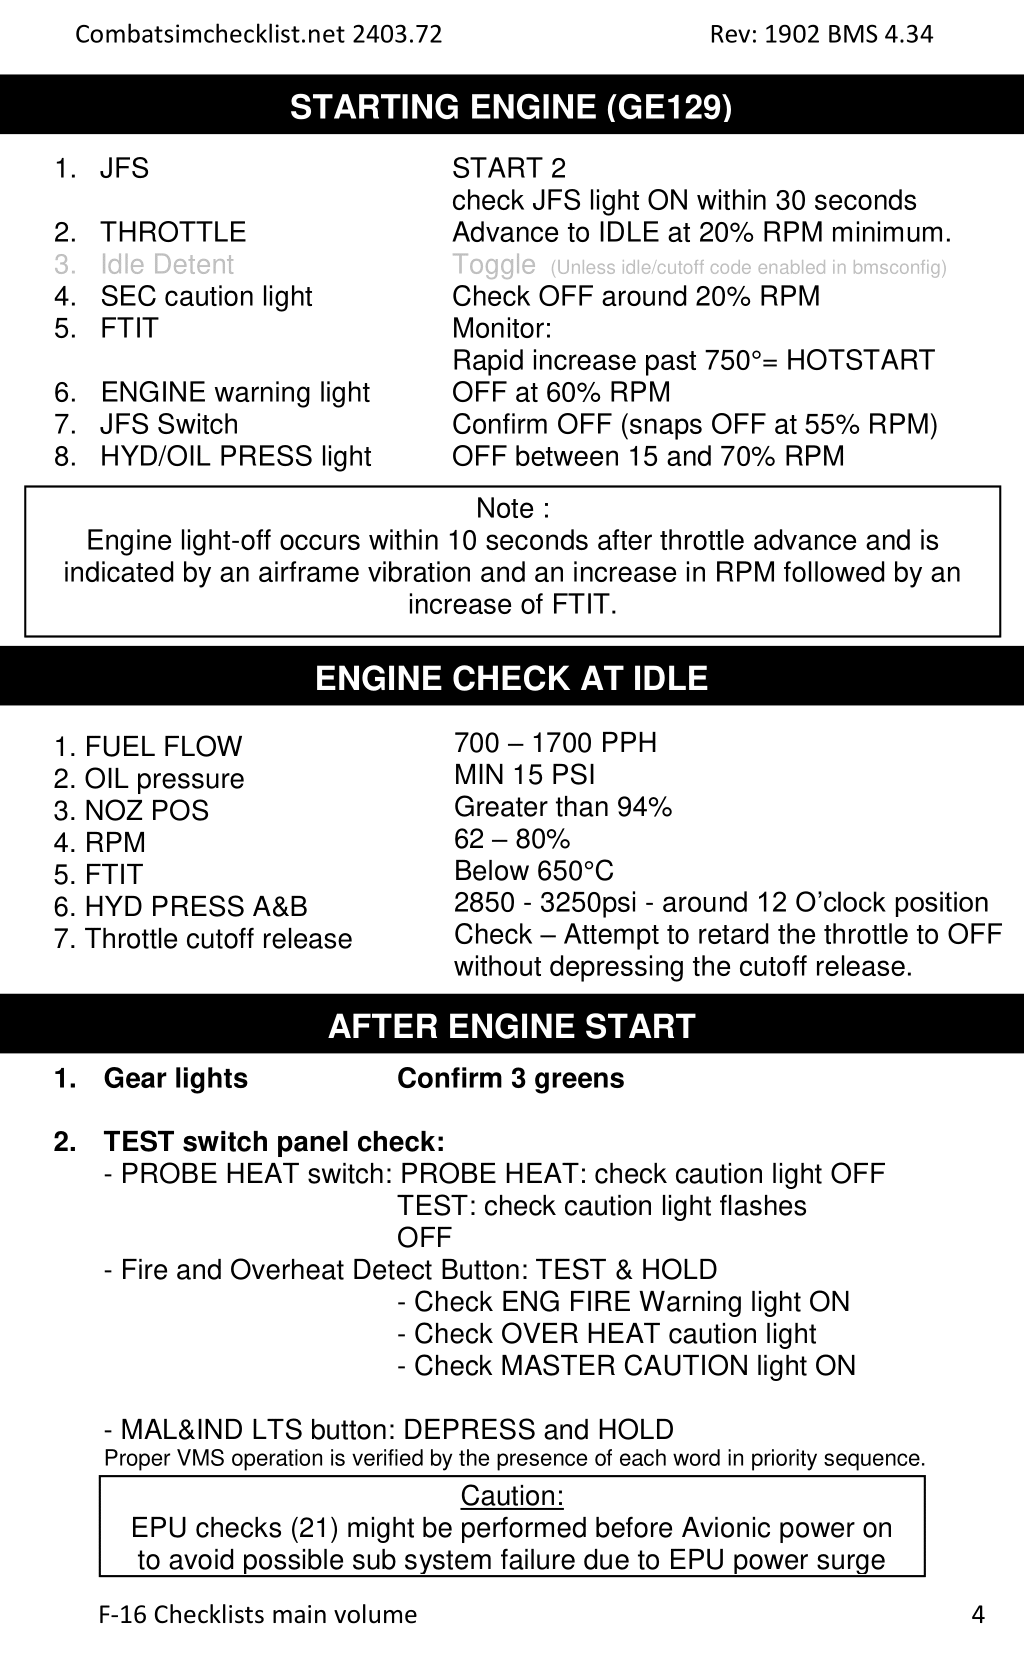 Combatsimchecklist.net 2403.72 Rev: 1902 BMS 4.34
STARTING ENGINE (GE129)
1. JFS START 2
check JFS light ON within 30 seconds
2. THROTTLE Advance to IDLE at 20% RPM minimum.
3. Idle Detent Toggle (Unless idle/cutoff code enabled in bmsconfig)
4. SEC caution light Check OFF around 20% RPM
5. FTIT Monitor:
Rapid increase past 750°= HOTSTART
6. ENGINE warning light OFF at 60% RPM
7. JFS Switch Confirm OFF (snaps OFF at 55% RPM)
8. HYD/OIL PRESS light OFF between 15 and 70% RPM
Note :
Engine light-off occurs within 10 seconds after throttle advance and is
indicated by an airframe vibration and an increase in RPM followed by an
increase of FTIT.
ENGINE CHECK AT IDLE
1. FUEL FLOW 700 – 1700 PPH
2. OIL pressure MIN 15 PSI
3. NOZ POS Greater than 94%
4. RPM 62 – 80%
5. FTIT Below 650°C
6. HYD PRESS A&B 2850 - 3250psi - around 12 O’clock position
7. Throttle cutoff release Check – Attempt to retard the throttle to OFF
without depressing the cutoff release.
AFTER ENGINE START
1. Gear lights Confirm 3 greens
2. TEST switch panel check:
- PROBE HEAT switch: PROBE HEAT: check caution light OFF
TEST: check caution light flashes
OFF
- Fire and Overheat Detect Button: TEST & HOLD
- Check ENG FIRE Warning light ON
- Check OVER HEAT caution light
- Check MASTER CAUTION light ON
- MAL&IND LTS button: DEPRESS and HOLD
Proper VMS operation is verified by the presence of each word in priority sequence.
Caution:
EPU checks (21) might be performed before Avionic power on
to avoid possible sub system failure due to EPU power surge
F-16 Checklists main volume 4